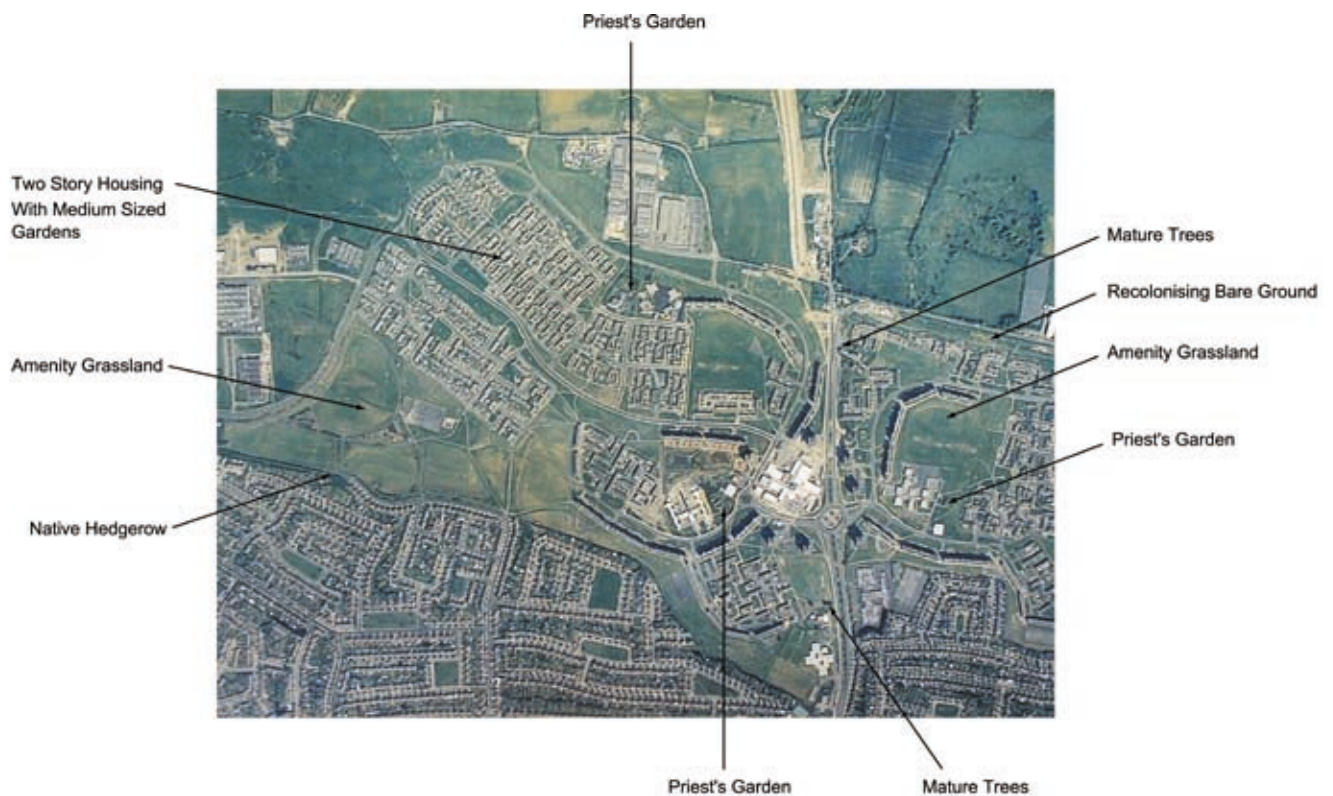 Priest's Garden
Two Story Housing
With Medium Sized
Gardens
Mature Trees
Recolonising Bare Ground
Amenity Grassland
Amenity Grassland
Priest's Garden
Native Hedgerow
Priest's Garden
Mature Trees